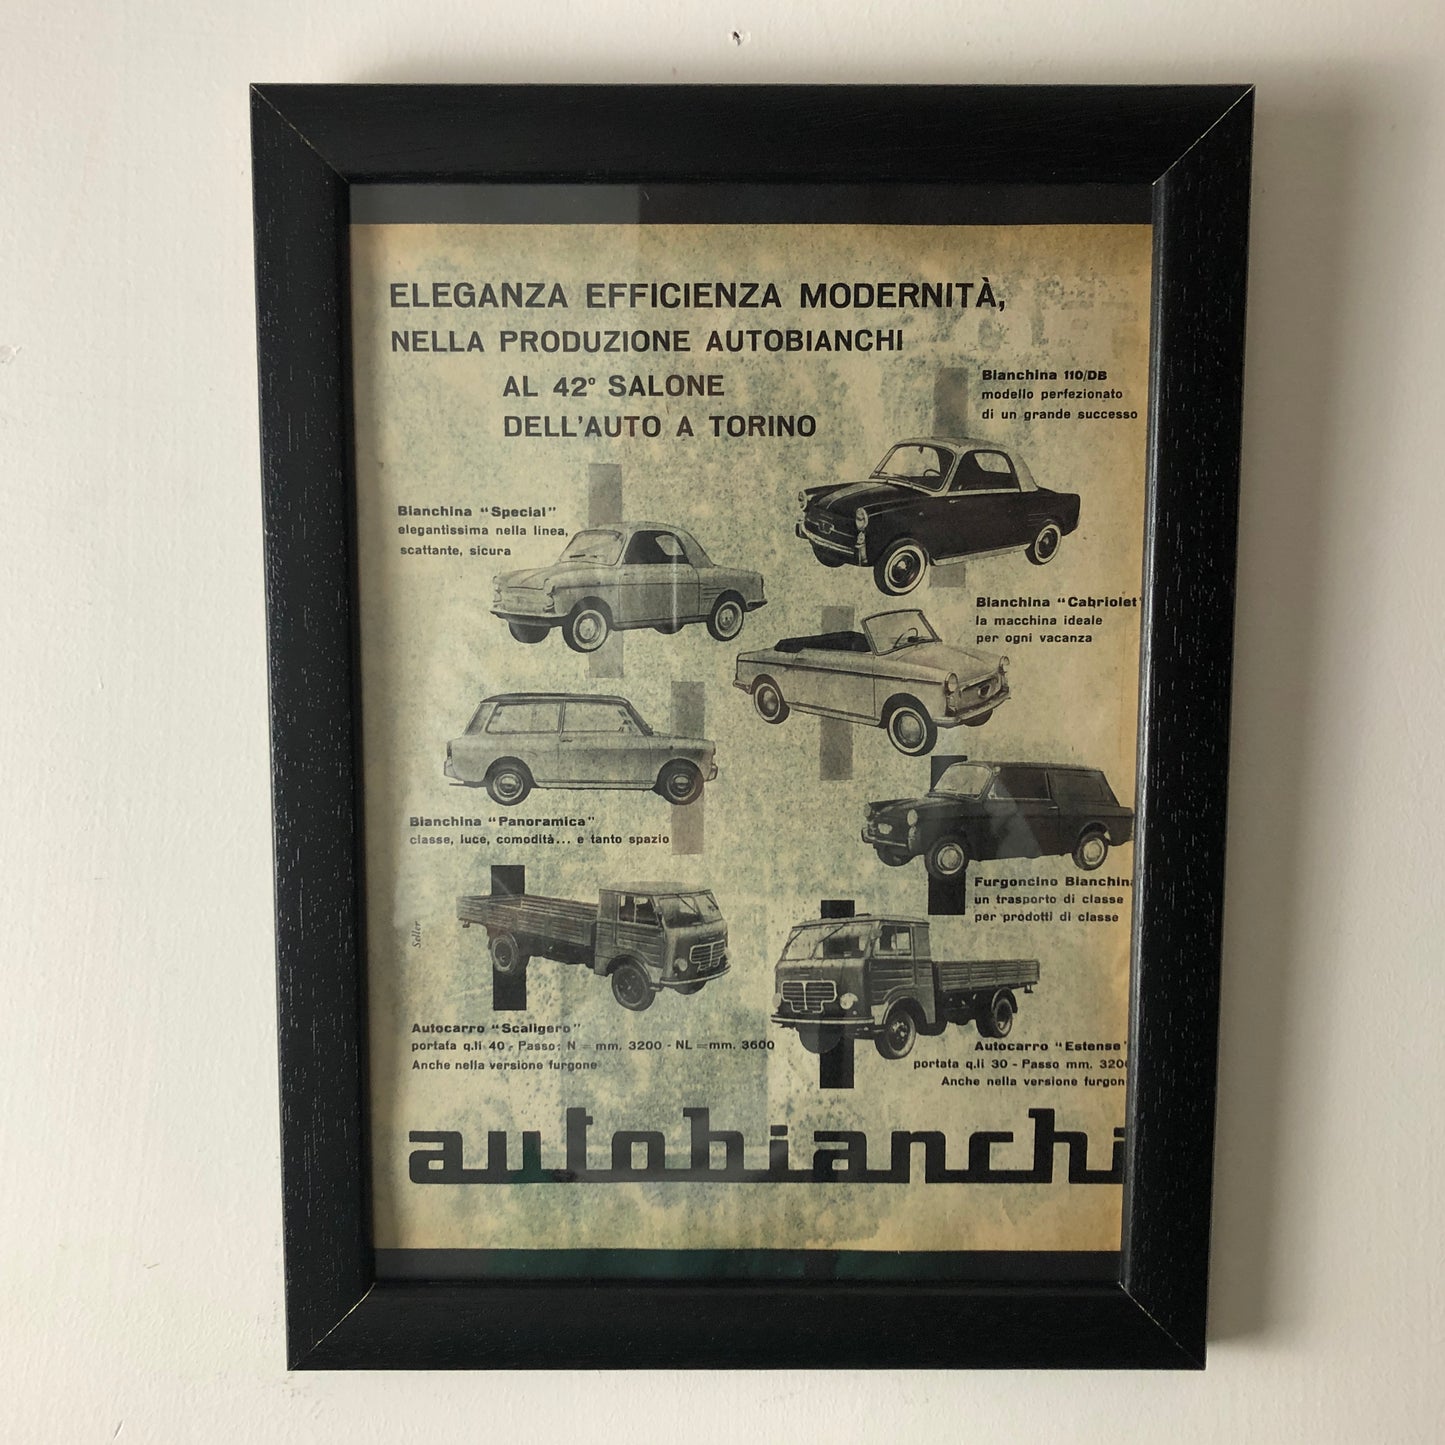 ELEGANZA EFFICIENZA MODERNITÀ,
NELLA PRODUZIONE AUTOBIANCHI
AL 42º SALONE
DELL'AUTO A TORINO
Bianchina 110/DB
modello perfezionato
di un grande successo
Bianchina "Special"
elegantissima nella linea,
scattante, sicura
Bianchina "Cabriolet"
la macchina ideale
per ogni vacanza
Bianchina "Panoramica"
classe, luce, comodità... e tanto spazio
Furgoncino Bianchina
un trasporto di classe
per prodotti di classe
Seller
Autocarro "Scaligero"
portata q.li 40 - Passo: N = mm. 3200 - NL = mm. 3600
Anche nella versione furgone
Autocarro "Estense"
portata q.li 30 - Passo mm. 320
Anche nella versione furgon
autobianchi